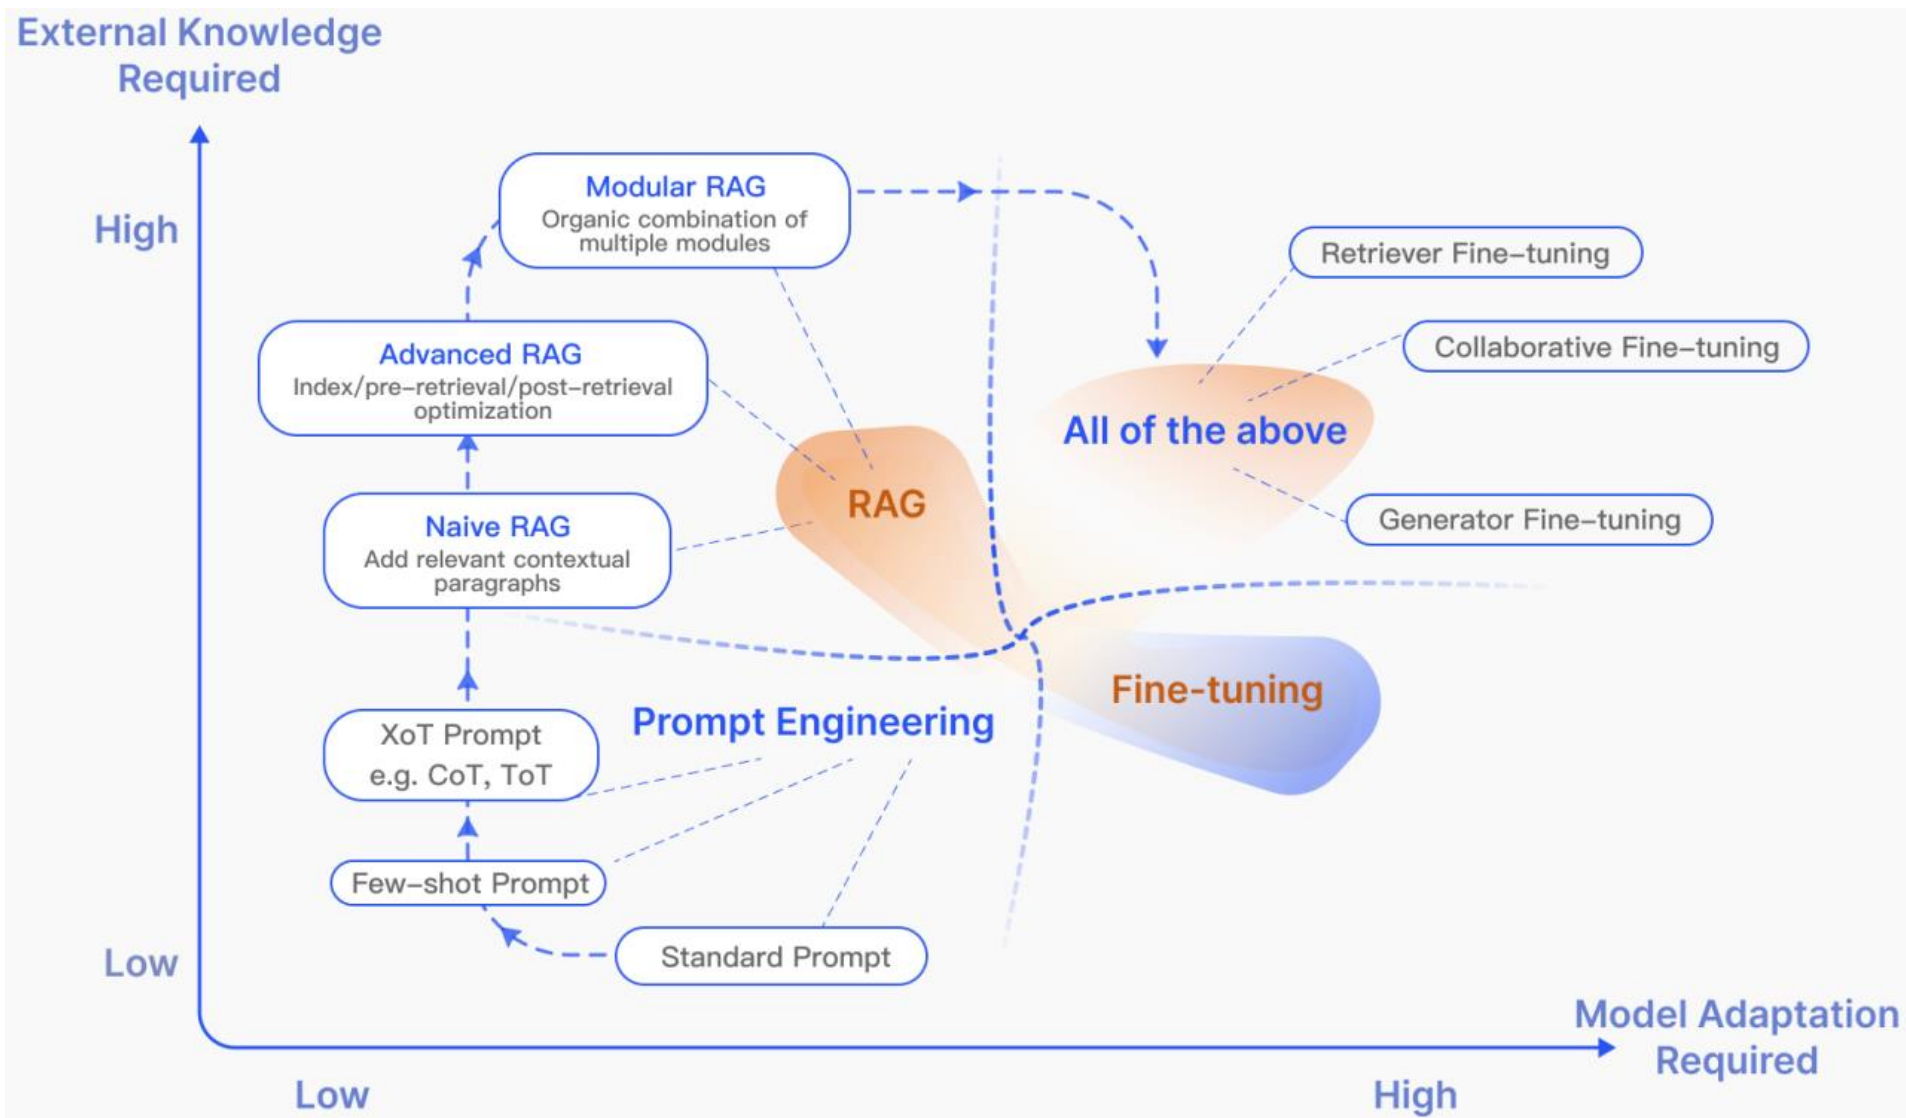 External Knowledge
Required
High
Modular RAG
Organic combination of
multiple modules
Retriever Fine-tuning
Advanced RAG
Index/pre-retrieval/post-retrieval
optimization
Collaborative Fine-tuning
All of the above
RAG
Naive RAG
Add relevant contextual
paragraphs
Generator Fine-tuning
Fine-tuning
Prompt Engineering
XoT Prompt
e.g. CoT, ToT
Few-shot Prompt
Standard Prompt
Low
Model Adaptation
Required
Low
High